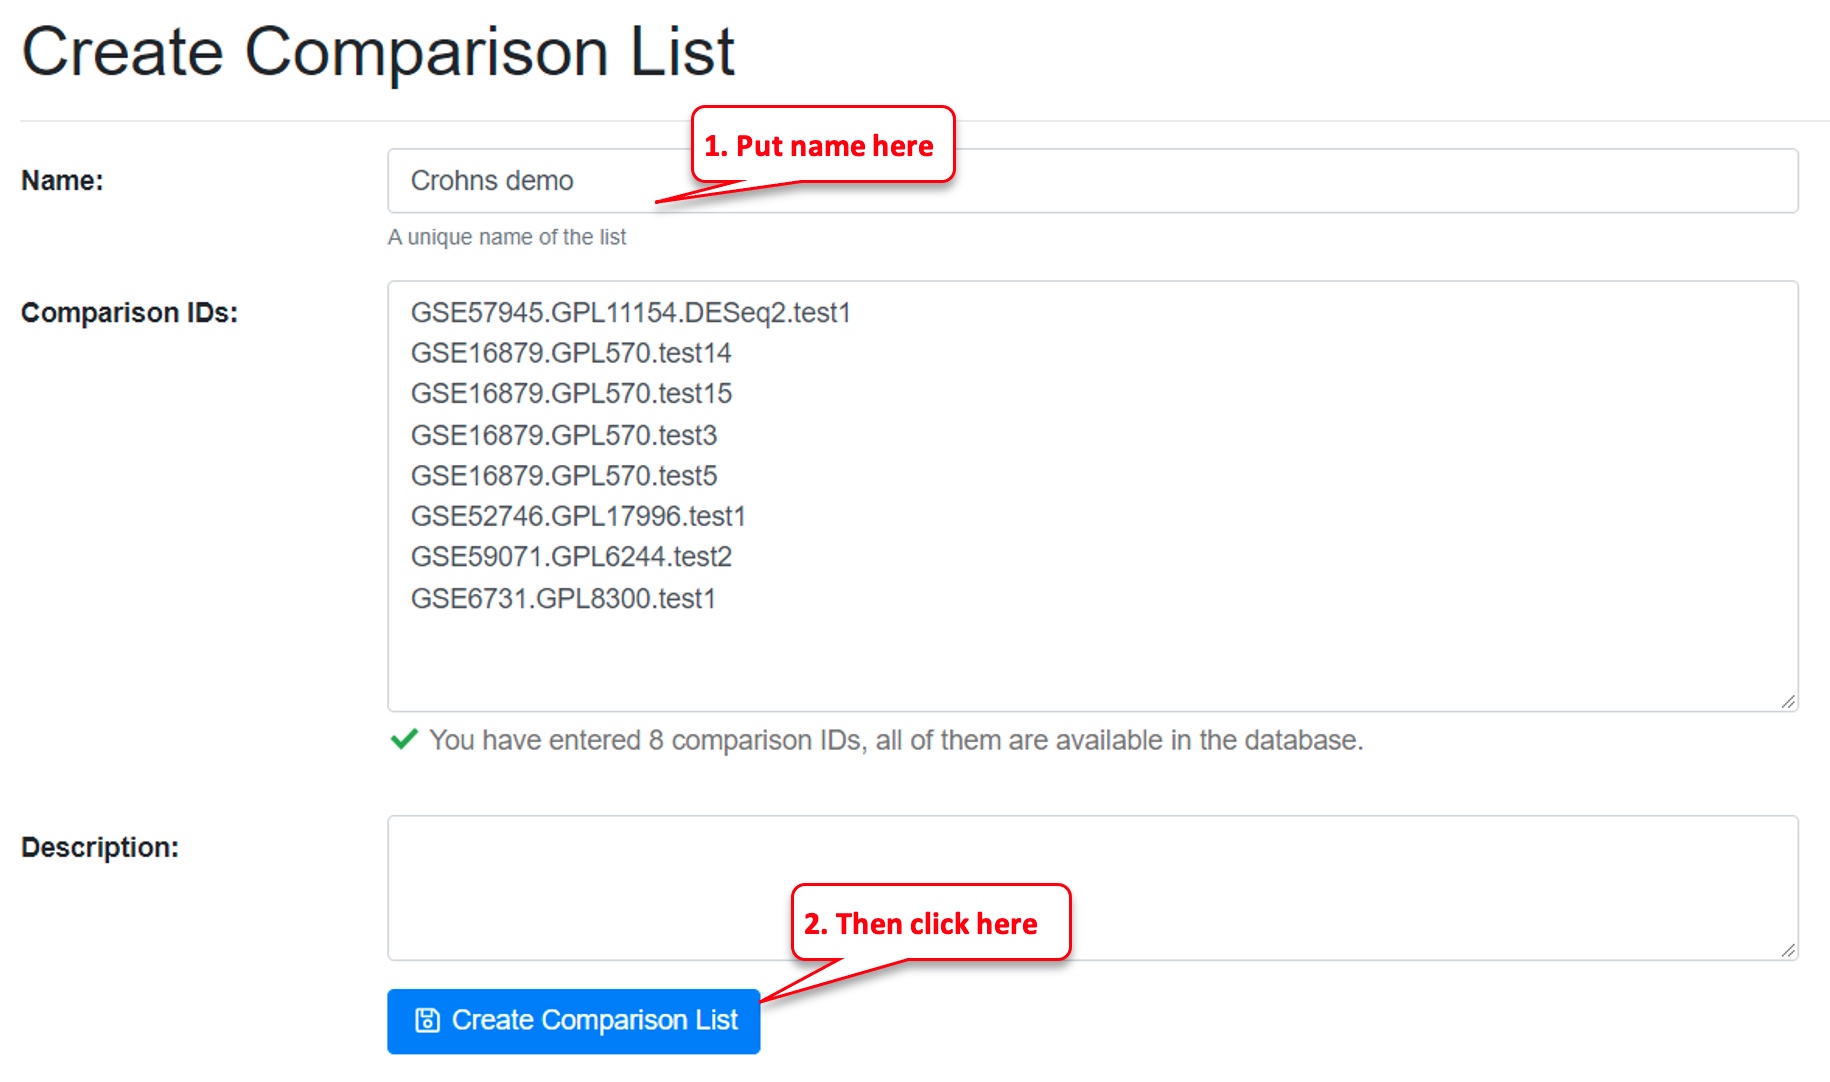 Create Comparison List
1. Put name here
Name:
Crohns demo
A unique name of the list
Comparison IDs:
GSE57945.GPL11154.DESeq2.test1
GSE16879.GPL570.test14
GSE16879.GPL570.test15
GSE16879.GPL570.test3
GSE16879.GPL570.test5
GSE52746.GPL17996.test1
GSE59071.GPL6244.test2
GSE6731.GPL8300.test1
You have entered 8 comparison IDs, all of them are available in the database.
Description:
2. Then click here
Create Comparison List